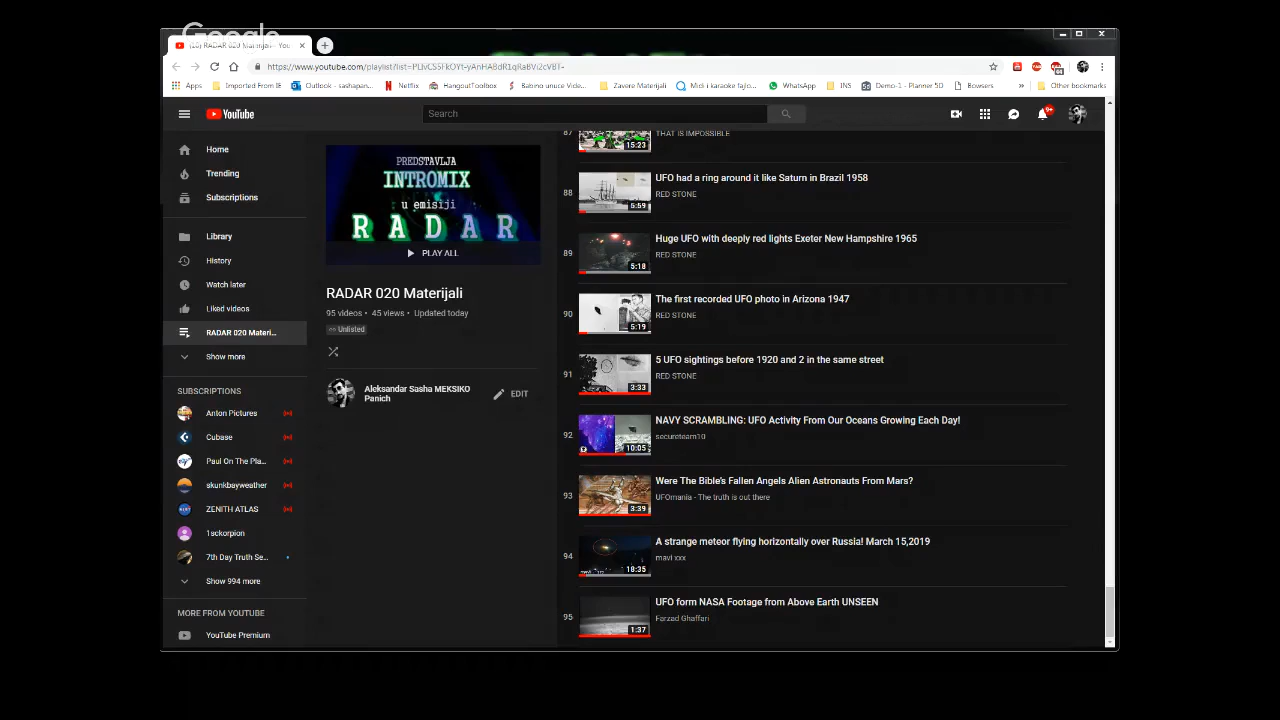 Google
(20) RADAR 020 Materijali - You
https://www.youtube.com/playlist?list=
Apps Imported From IE Outlook - sashapan... Netflix HangoutToolbox Babino unuce Vide... Zavere Materijali Midi i karaoke fajlo... WhatsApp INS Demo-1 - Planner 5D Bowsers » Other bookmarks
YouTube
Search
9+
Home
Trending
Subscriptions
Library
History
Watch later
Liked videos
RADAR 020 Materi...
Show more
SUBSCRIPTIONS
Anton Pictures
Cubase
Paul On The Pla...
skunkbayweather
ZENITH ATLAS
1sckorpion
7th Day Truth Se...
Show 994 more
MORE FROM YOUTUBE
YouTube Premium
PREDSTAVLJA
INTROMIX
u emisiji
RADAR
PLAY ALL
RADAR 020 Materijali
95 videos • 45 views • Updated today
Unlisted
Aleksandar Sasha MEKSIKO
Panich
EDIT
87
THAT IS IMPOSSIBLE
15:23
88
UFO had a ring around it like Saturn in Brazil 1958
RED STONE
5:59
89
Huge UFO with deeply red lights Exeter New Hampshire 1965
RED STONE
5:18
90
The first recorded UFO photo in Arizona 1947
RED STONE
5:19
91
5 UFO sightings before 1920 and 2 in the same street
RED STONE
3:33
92
NAVY SCRAMBLING: UFO Activity From Our Oceans Growing Each Day!
secureteam10
10:05
93
Were The Bible's Fallen Angels Alien Astronauts From Mars?
UFOmania - The truth is out there
3:39
94
A strange meteor flying horizontally over Russia! March 15,2019
mavi xxx
18:35
95
UFO form NASA Footage from Above Earth UNSEEN
Farzad Ghaffari
1:37